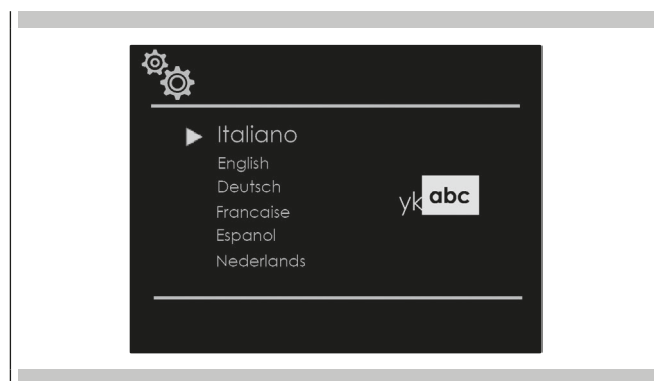 Italiano
English
Deutsch
Francaise
yk abc
Espanol
Nederlands